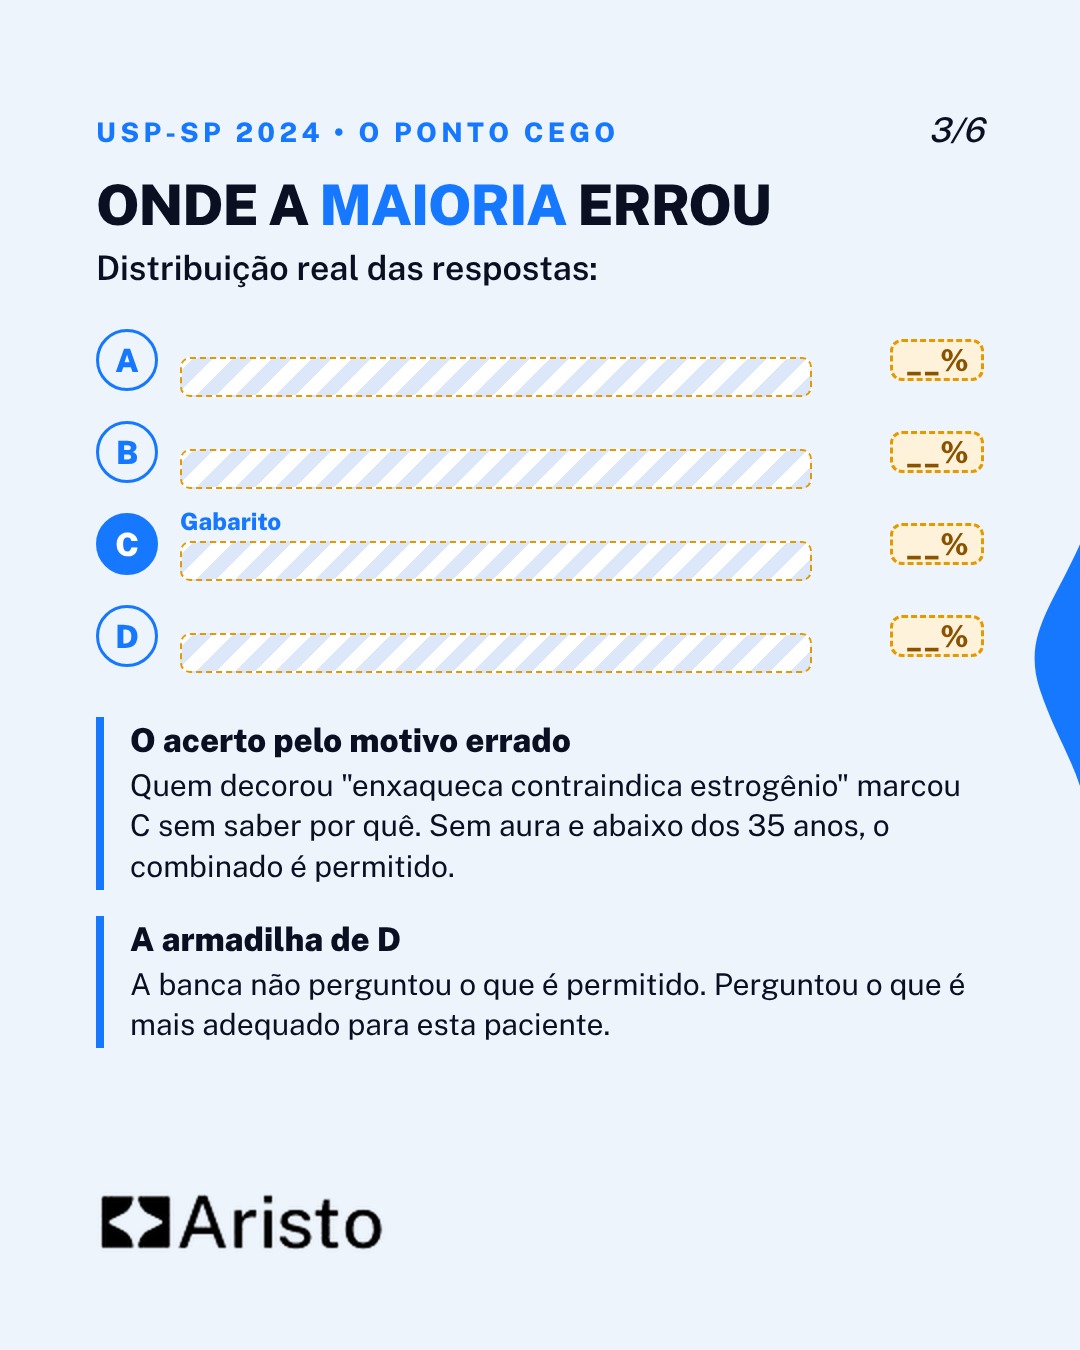 USP-SP 2024 • O PONTO CEGO
3/6
ONDE A MAIORIA ERROU
Distribuição real das respostas:
A
__%
B
__%
Gabarito
C
__%
D
__%
O acerto pelo motivo errado
Quem decorou "enxaqueca contraindica estrogênio" marcou
C sem saber por quê. Sem aura e abaixo dos 35 anos, o
combinado é permitido.
A armadilha de D
A banca não perguntou o que é permitido. Perguntou o que é
mais adequado para esta paciente.
Aristo